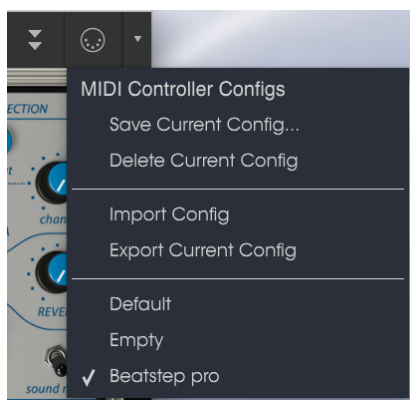 MIDI Controller Configs
Save Current Config...
Delete Current Config
Import Config
Export Current Config
Default
Empty
Beatstep pro
ECTION
chan
REVE
sound